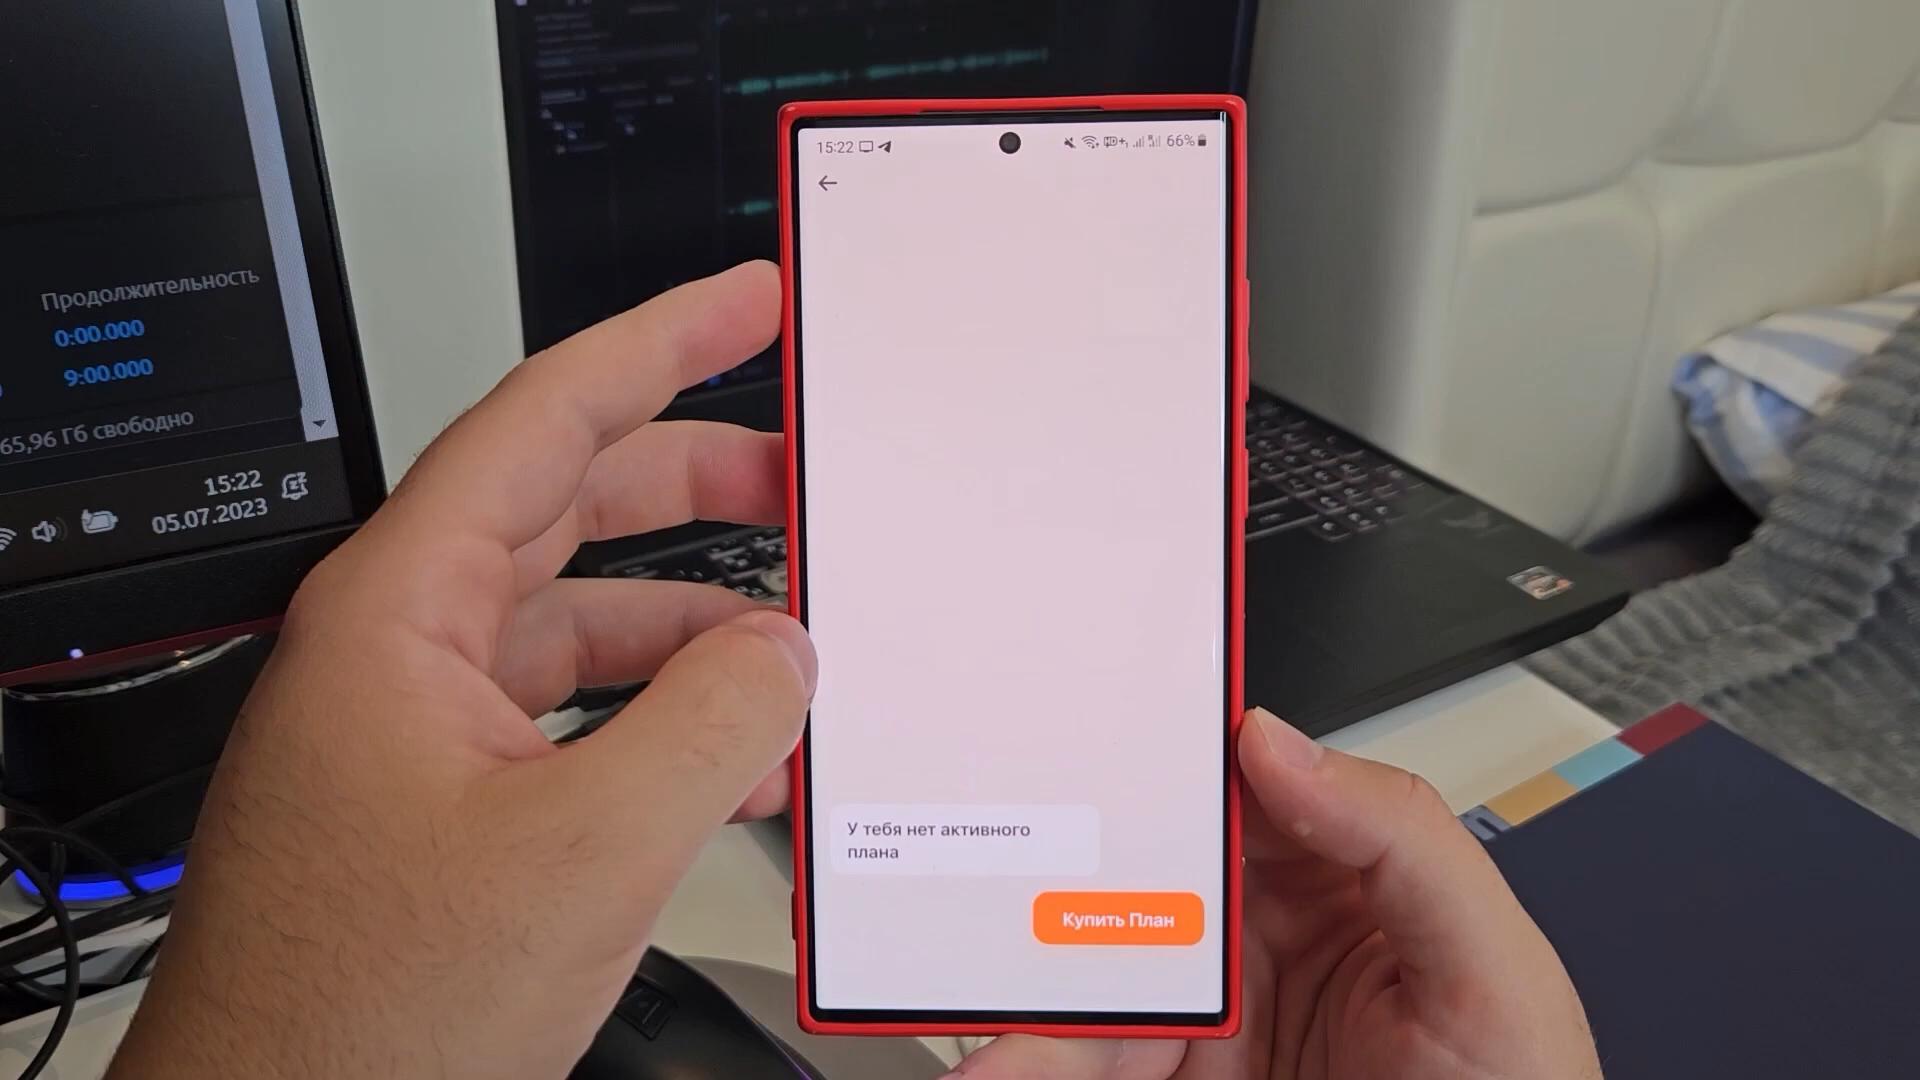 Продолжительность
0:00.000
9:00.000
65,96 Гб свободно
15:22
05.07.2023
15:22
66%
У тебя нет активного
плана
Купить План